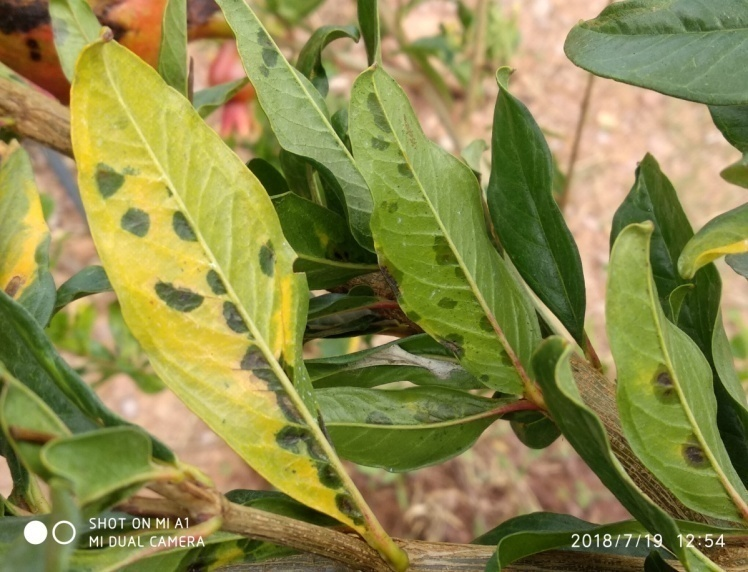 SHOT ON MI A1
MI DUAL CAMERA
2018/7/19 12:54